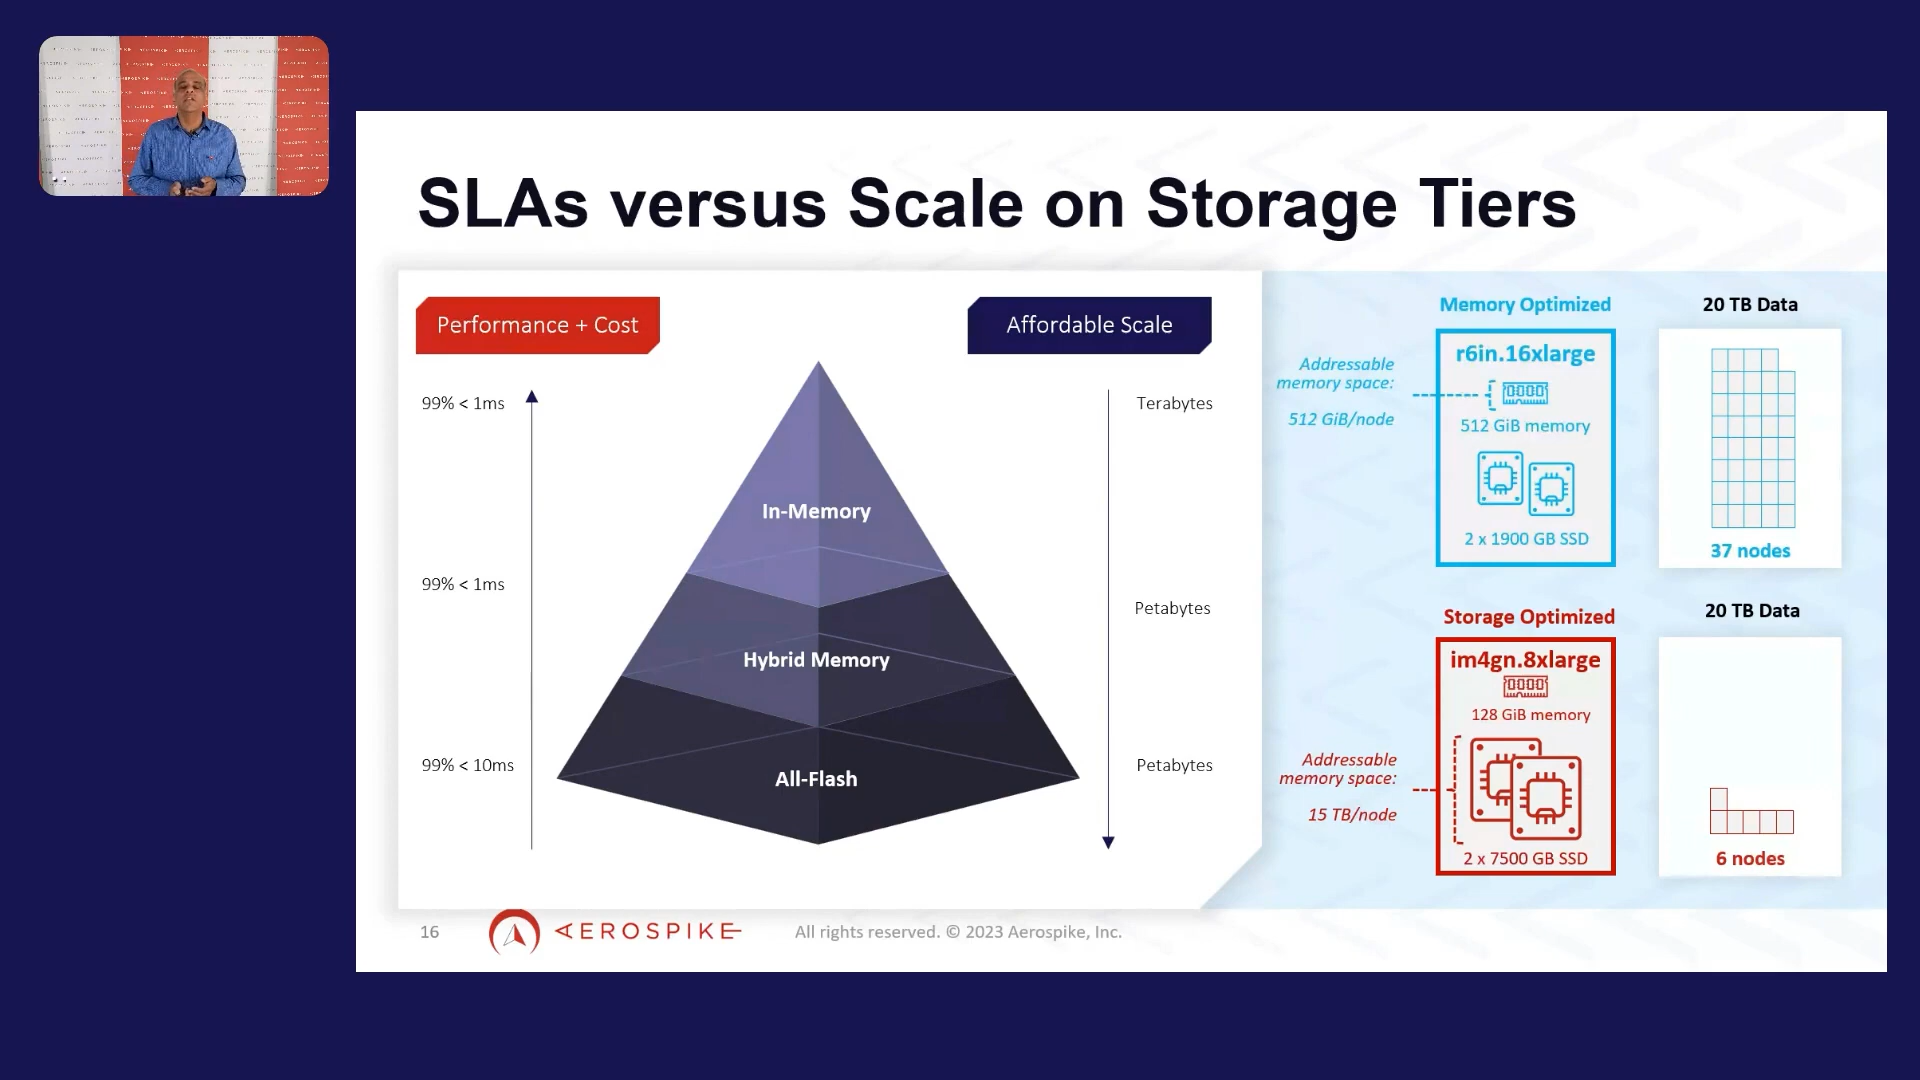 SLAs versus Scale on Storage Tiers
Performance + Cost
Affordable Scale
99% < 1ms
99% < 1ms
99% < 10ms
In-Memory
Hybrid Memory
All-Flash
Terabytes
Petabytes
Petabytes
Memory Optimized
20 TB Data
Addressable
memory space:
512 GiB/node
r6in.16xlarge
512 GiB memory
2 x 1900 GB SSD
37 nodes
Storage Optimized
20 TB Data
Addressable
memory space:
15 TB/node
im4gn.8xlarge
128 GiB memory
2 x 7500 GB SSD
6 nodes
16
AEROSPIKE
All rights reserved. © 2023 Aerospike, Inc.